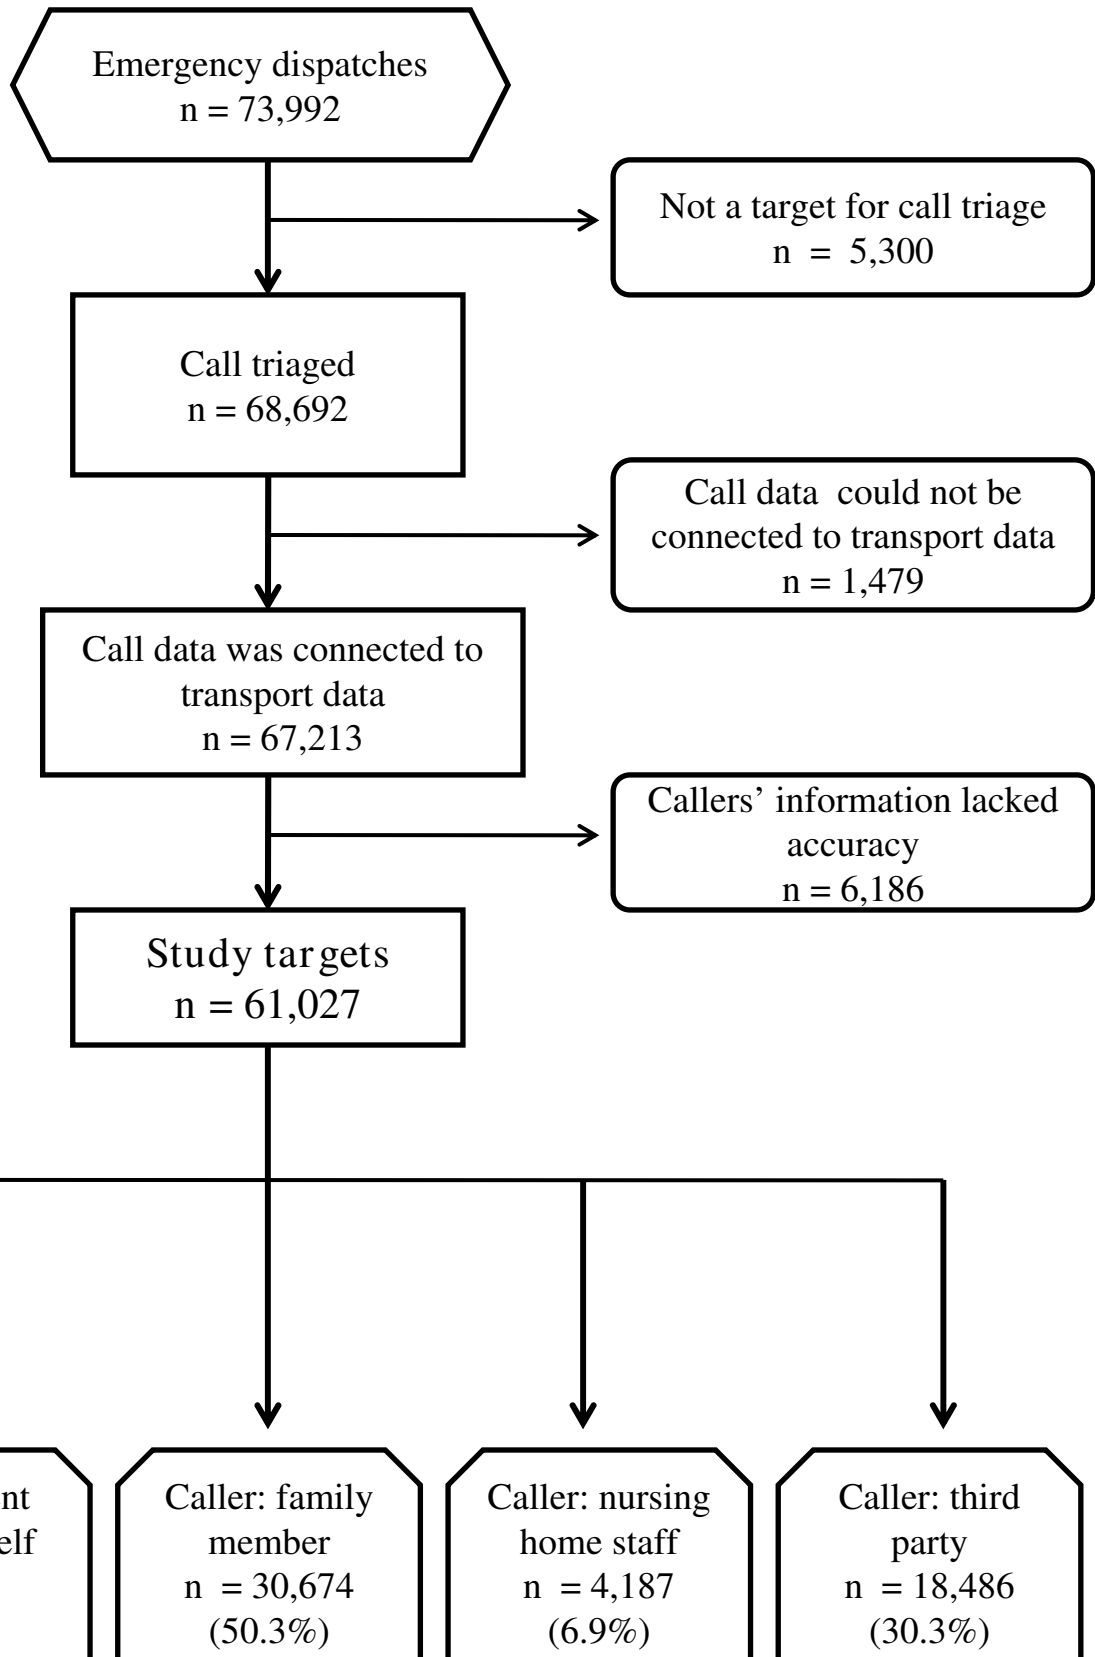 Emergency dispatches
n = 73,992
Not a target for call triage
n = 5,300
Call triaged
n = 68,692
Call data could not be
connected to transport data
n = 1,479
Call data was connected to
transport data
n = 67,213
Callers’ information lacked
accuracy
n = 6,186
Study targets
n = 61,027
Caller: family
member
n = 30,674
(50.3%)
Caller: nursing
home staff
n = 4,187
(6.9%)
Caller: third
party
n = 18,486
(30.3%)